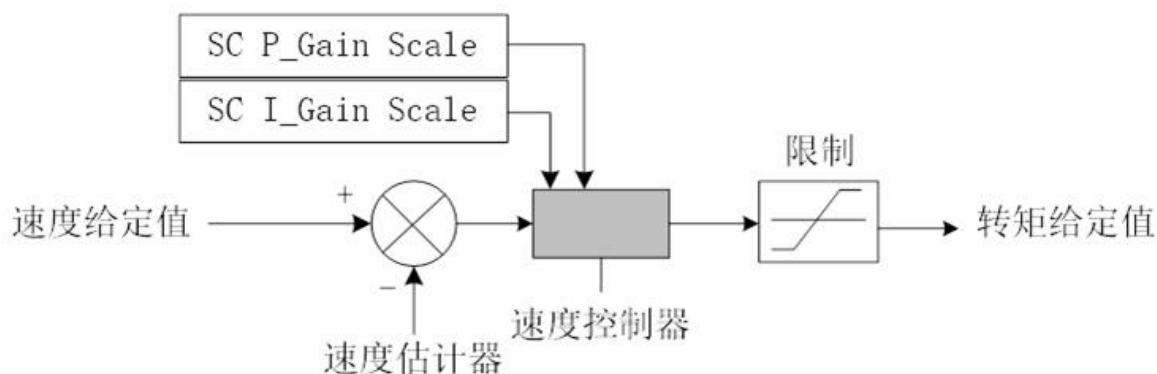 SC P_Gain Scale
SC I_Gain Scale
限制
+
速度给定值
转矩给定值
−
速度控制器
速度估计器